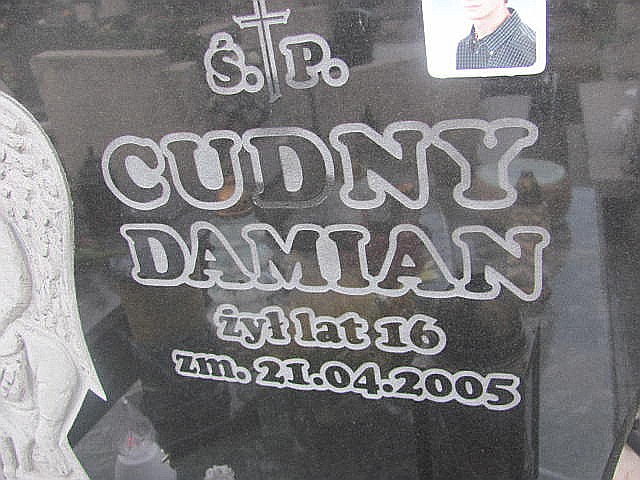 Ś. P.
CUDNY
DAMIAN
żył lat 16
zm. 21.04.2005